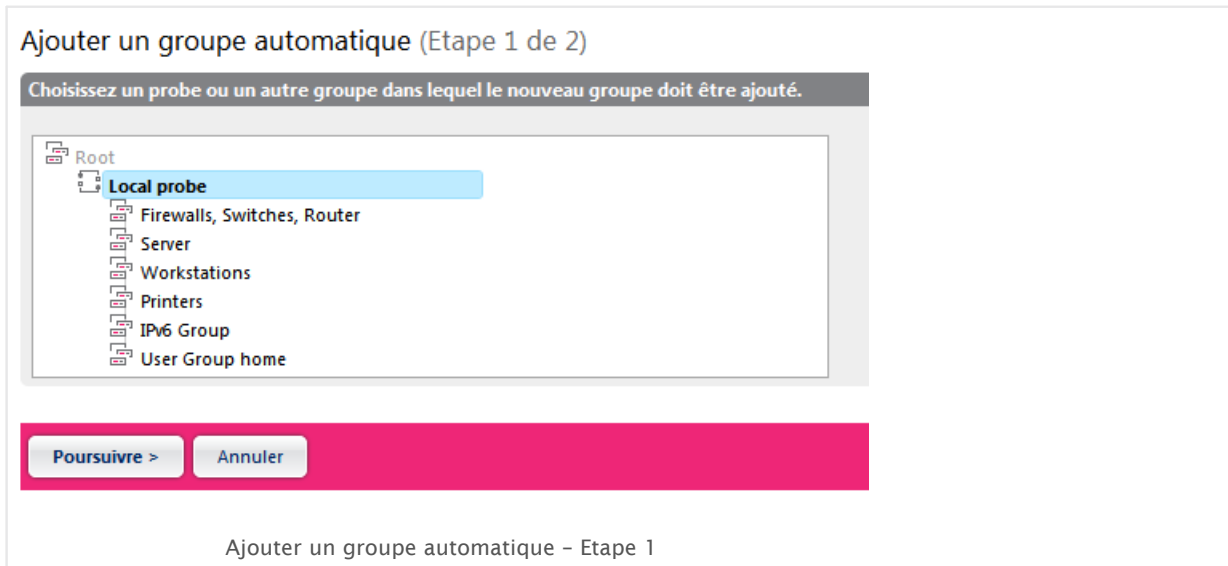 Ajouter un groupe automatique (Etape 1 de 2)
Choisissez un probe ou un autre groupe dans lequel le nouveau groupe doit être ajouté.
Root
Local probe
Firewalls, Switches, Router
Server
Workstations
Printers
IPv6 Group
User Group home
Poursuivre >
Annuler
Ajouter un groupe automatique – Etape 1